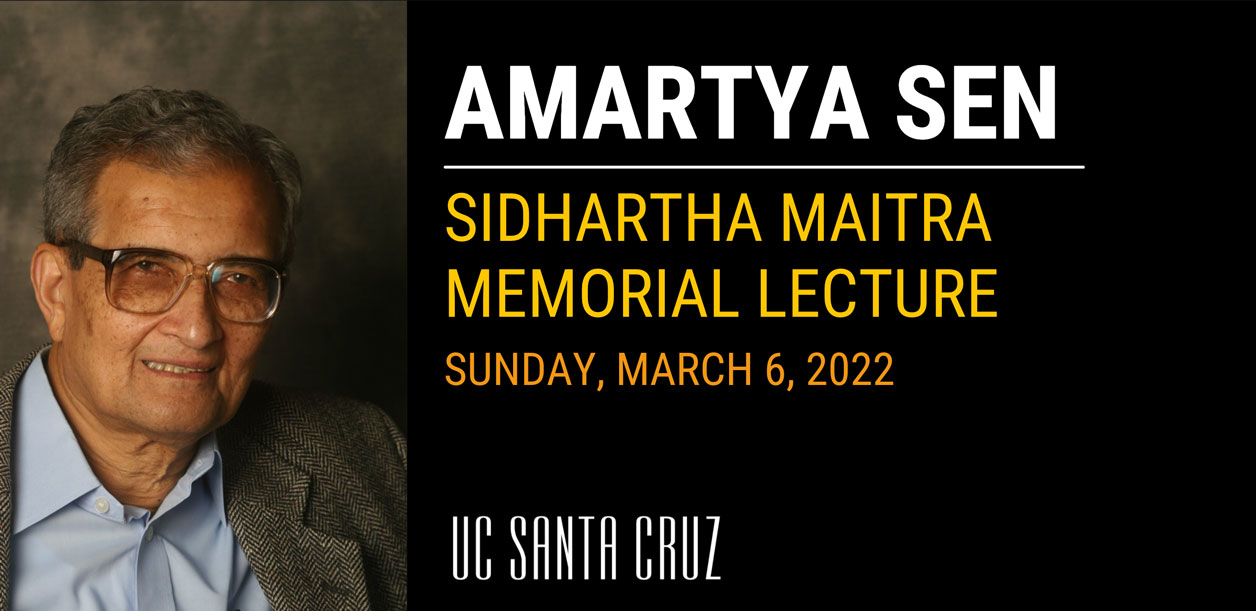 AMARTYA SEN
SIDHARTHA MAITRA
MEMORIAL LECTURE
SUNDAY, MARCH 6, 2022
UC SANTA CRUZ